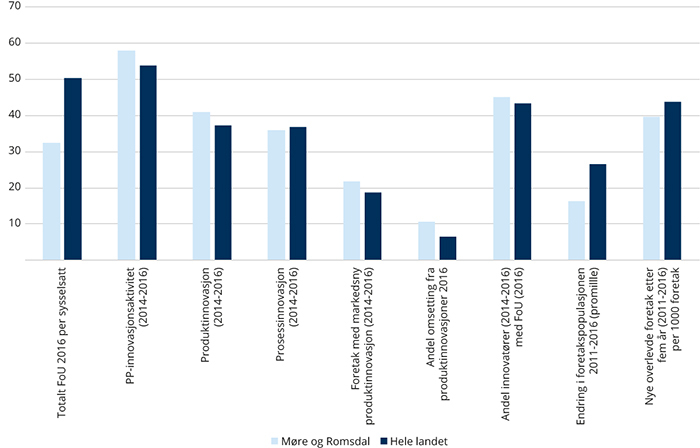 70
60
50
40
30
20
10
Totalt FoU 2016 per sysselsatt
PP-innovasjonsaktivitet
(2014-2016)
Produktinnovasjon
(2014-2016)
Prosessinnovasjon
(2014-2016)
Foretak med markedsny
produktinnovasjon (2014-2016)
Andel omsetting fra
produktinnovasjoner 2016
Andel innovatører (2014-2016)
med FoU (2016)
Endring i foretakspopulasjonen
2011-2016 (promillle)
Nye overlevde foretak etter
fem år (2011-2016)
per 1000 foretak
Møre og Romsdal
Hele landet